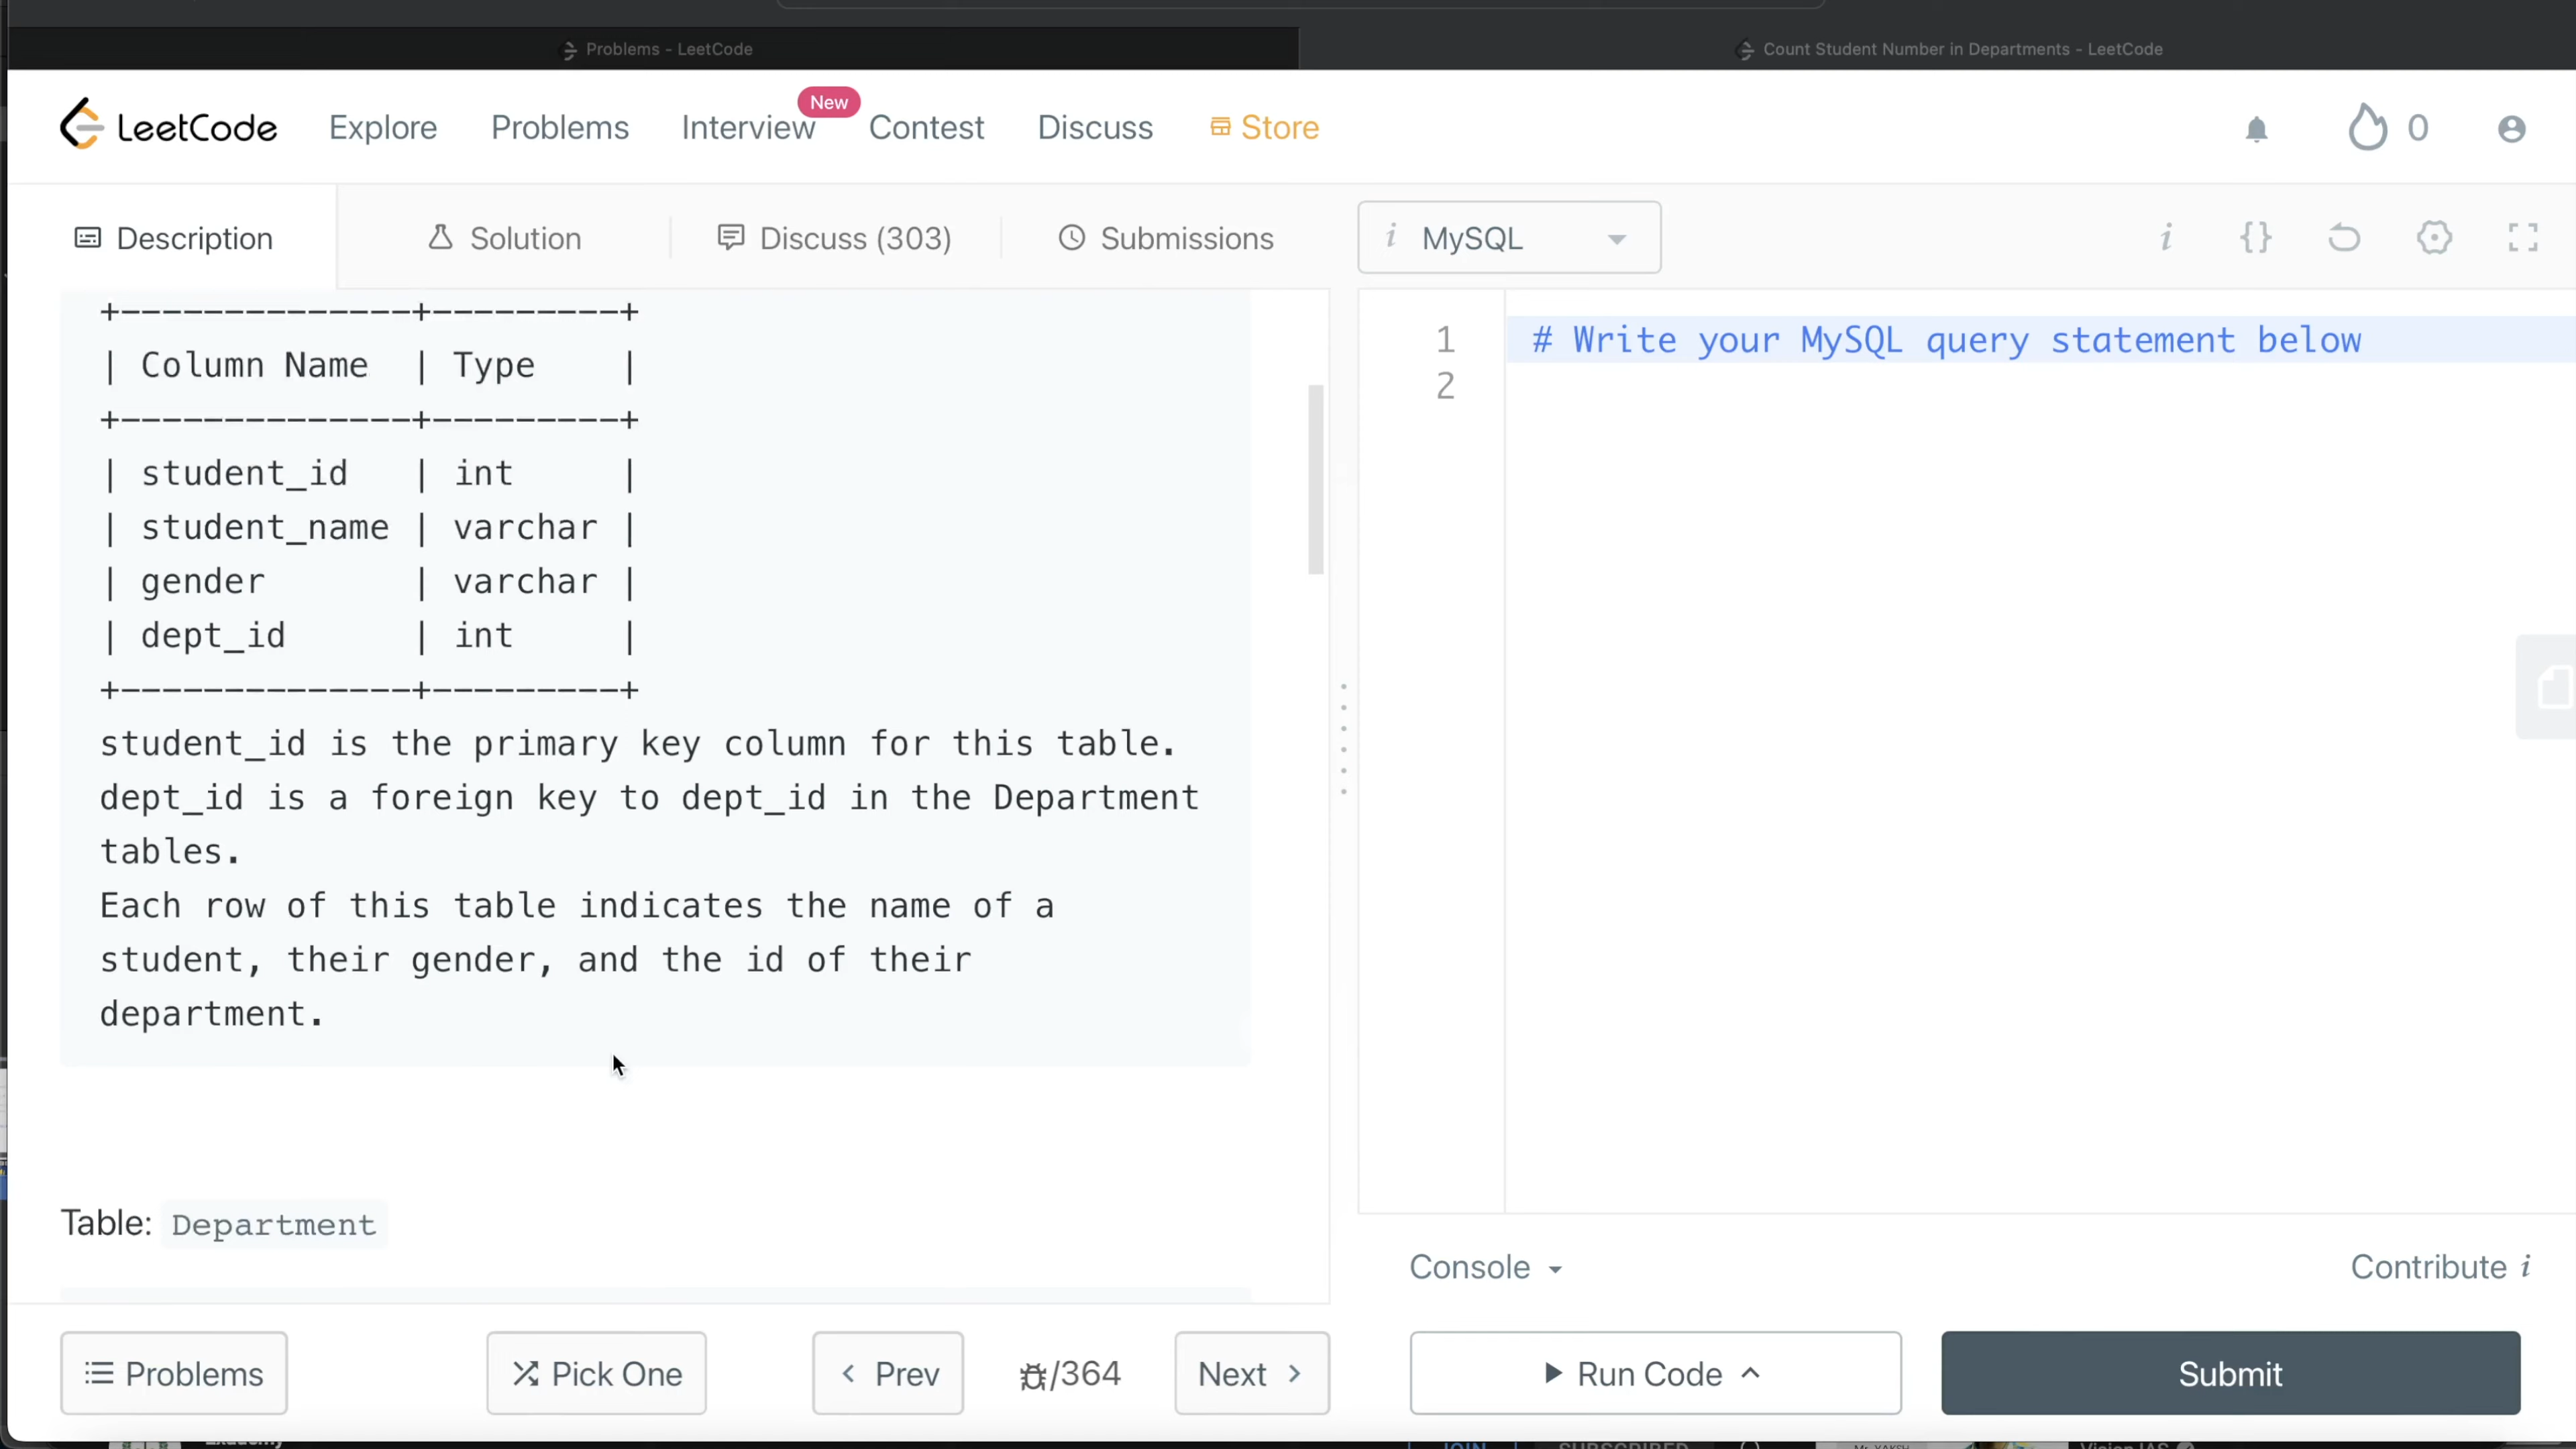 Problems - LeetCode
Count Student Number in Departments - LeetCode
LeetCode Explore Problems Interview New Contest Discuss Store 0
Description Solution Discuss (303) Submissions
i MySQL i {}
+--------------+---------+
| Column Name  | Type    |
+--------------+---------+
| student_id   | int     |
| student_name | varchar |
| gender       | varchar |
| dept_id      | int     |
+--------------+---------+
student_id is the primary key column for this table.
dept_id is a foreign key to dept_id in the Department
tables.
Each row of this table indicates the name of a
student, their gender, and the id of their
department.
Table: Department
1 # Write your MySQL query statement below
2
Console Contribute i
Problems Pick One Prev /364 Next Run Code Submit